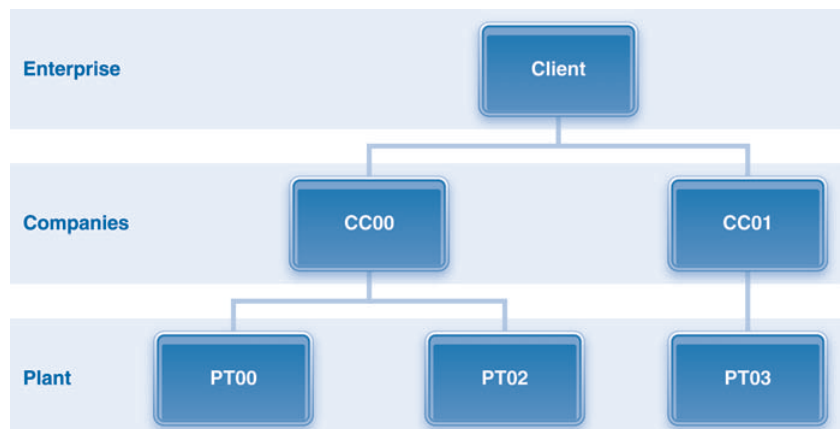 Enterprise
Client
Companies
CC00
CC01
Plant
PT00
PT02
PT03